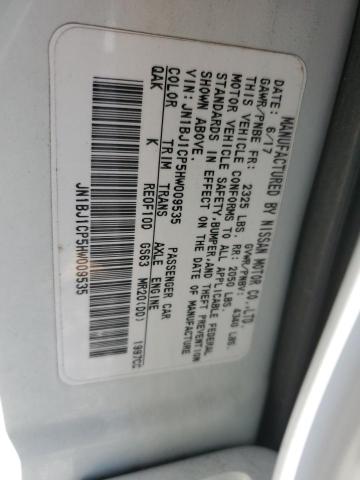 MANUFACTURED BY NISSAN MOTOR CO.,LTD.
DATE: 6/17 GVWR/PNBV: 4340 LBS.
GAWR/PNBE FR: 2325 LBS. RR: 2050 LBS.
THIS VEHICLE CONFORMS TO ALL APPLICABLE FEDERAL
MOTOR VEHICLE SAFETY,BUMPER,AND THEFT PREVENTION
STANDARDS IN EFFECT ON THE DATE OF MANUFACTURE
SHOWN ABOVE.
VIN: JN1BJ1CP5HW009535 PASSENGER CAR
COLOR TRIM TRANS AXLE ENGINE
QAK K RE0F10D GS63 MR20(DD) 1997CC
JN1BJ1CP5HW009535